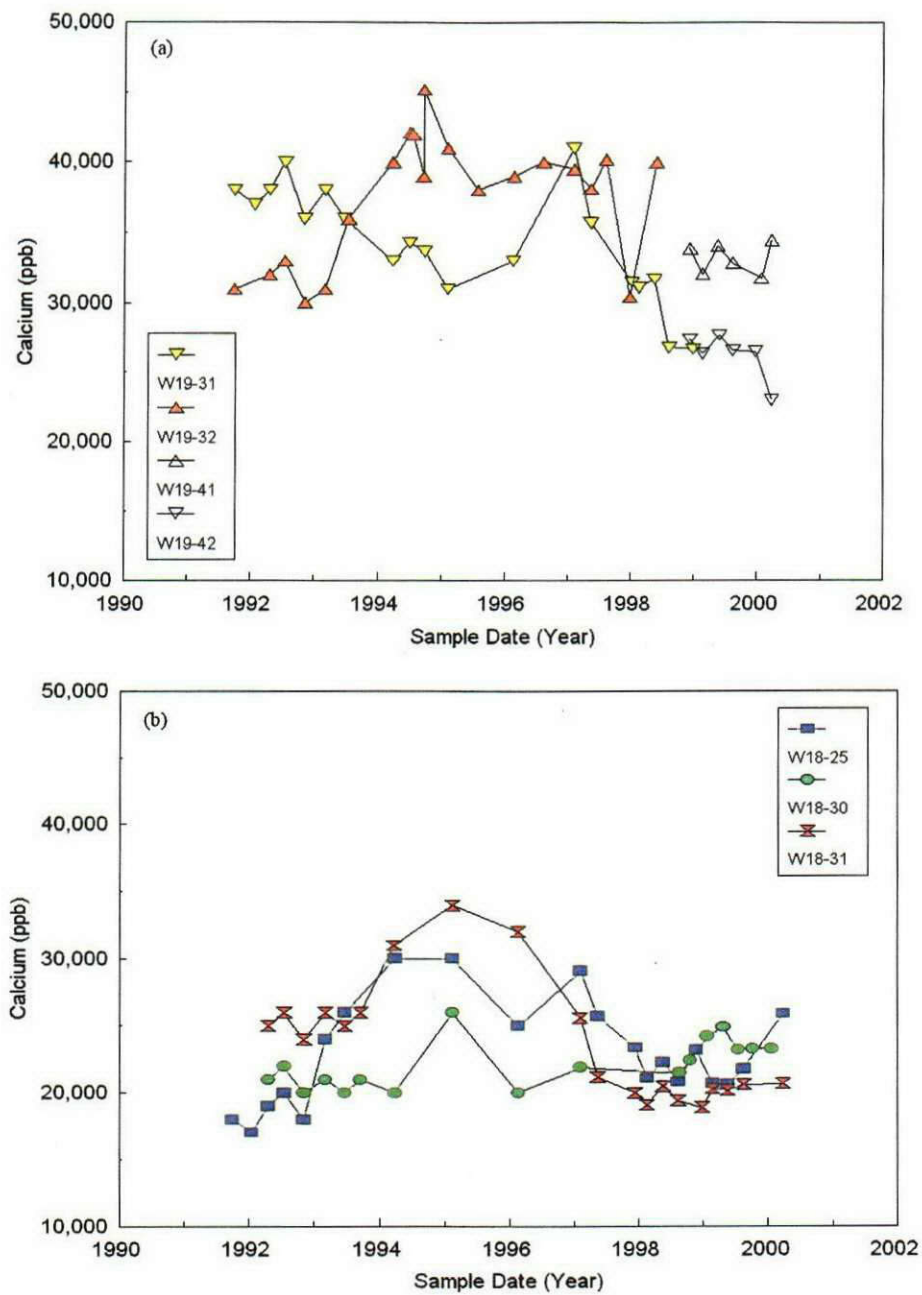 50,000
(a)
40,000
30,000
20,000
10,000
Calcium (ppb)
W19-31
W19-32
W19-41
W19-42
1990 1992 1994 1996 1998 2000 2002
Sample Date (Year)
50,000
(b)
40,000
30,000
20,000
10,000
Calcium (ppb)
W18-25
W18-30
W18-31
1990 1992 1994 1996 1998 2000 2002
Sample Date (Year)